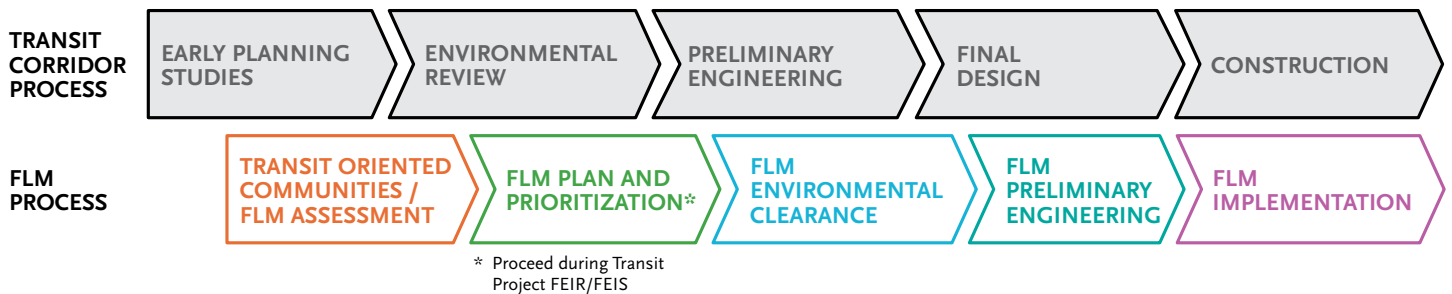 TRANSIT
CORRIDOR
PROCESS
EARLY PLANNING
STUDIES
ENVIRONMENTAL
REVIEW
PRELIMINARY
ENGINEERING
FINAL
DESIGN
CONSTRUCTION
FLM
PROCESS
TRANSIT ORIENTED
COMMUNITIES /
FLM ASSESSMENT
FLM PLAN AND
PRIORITIZATION*
FLM
ENVIRONMENTAL
CLEARANCE
FLM
PRELIMINARY
ENGINEERING
FLM
IMPLEMENTATION
* Proceed during Transit
Project FEIR/FEIS